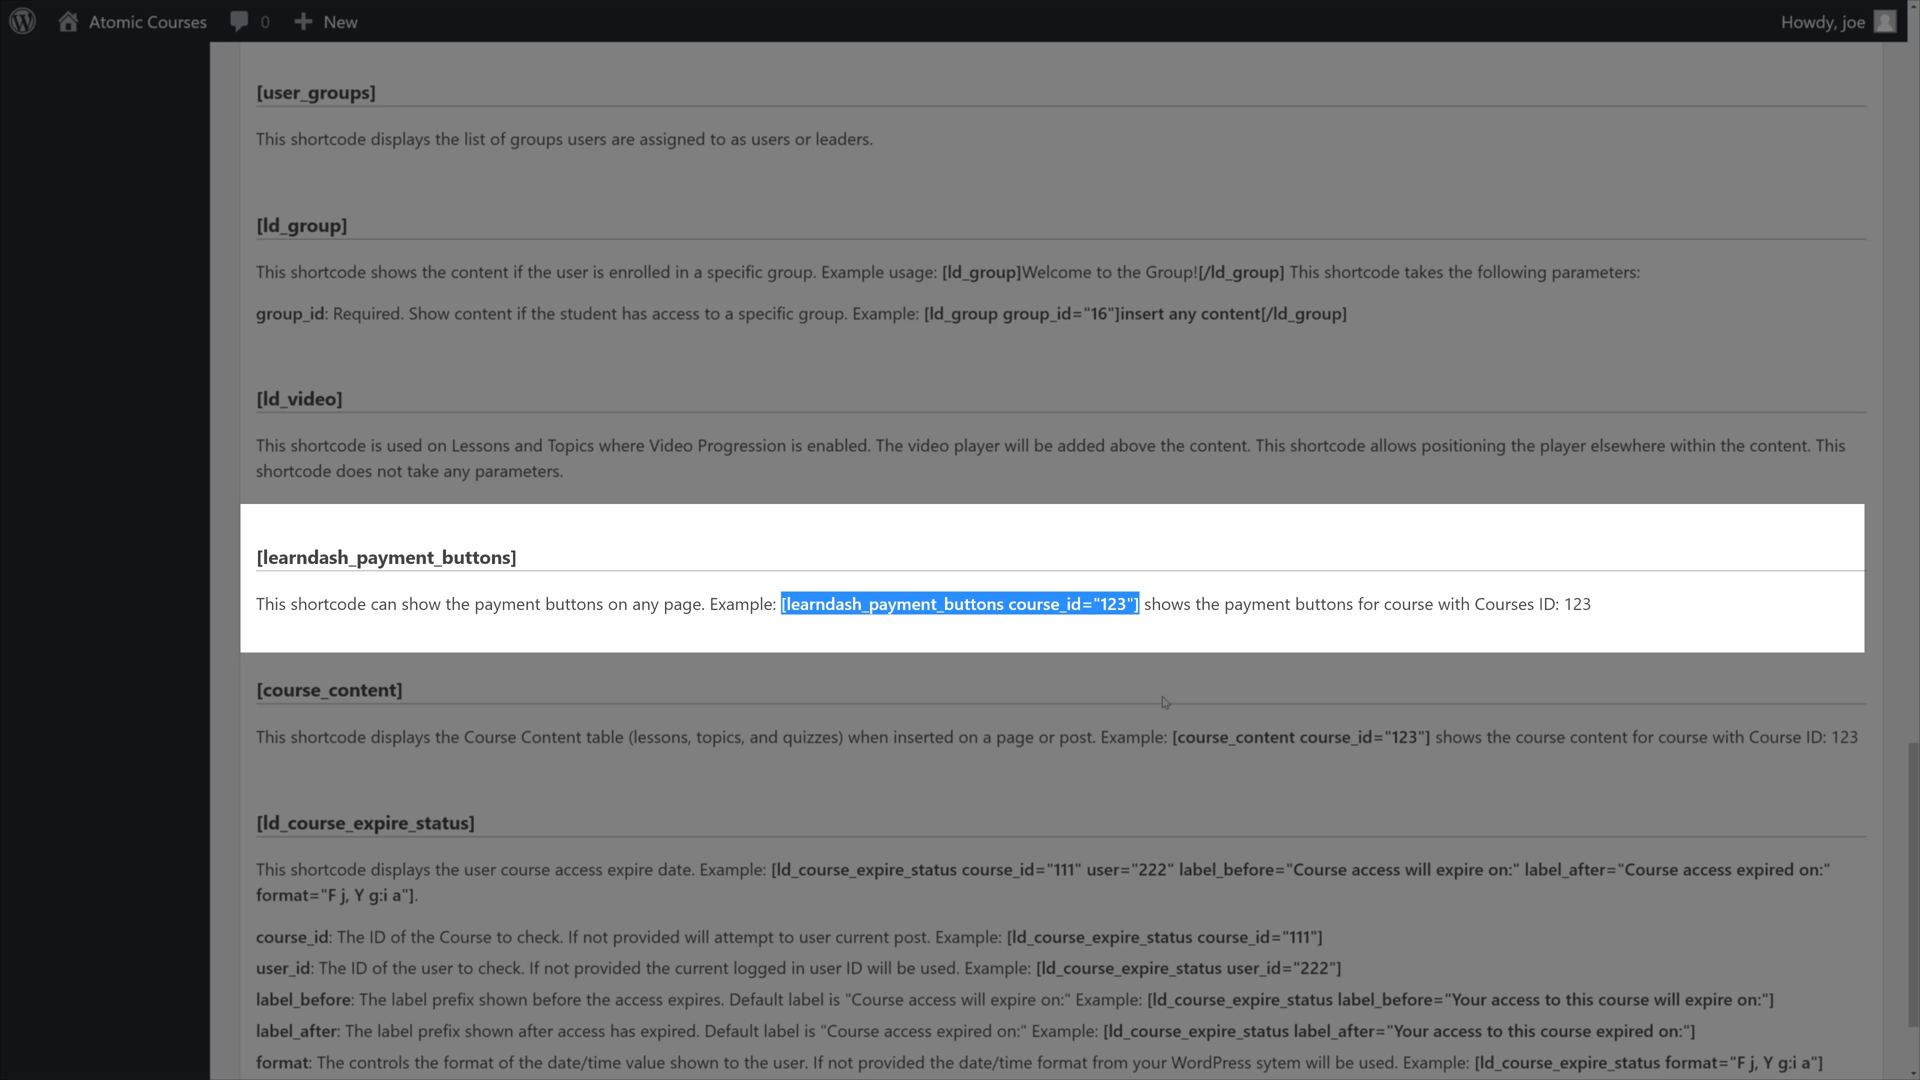 Atomic Courses 0 New Howdy, joe
[user_groups]
This shortcode displays the list of groups users are assigned to as users or leaders.
[ld_group]
This shortcode shows the content if the user is enrolled in a specific group. Example usage: [ld_group]Welcome to the Group![/ld_group] This shortcode takes the following parameters:
group_id: Required. Show content if the student has access to a specific group. Example: [ld_group group_id="16"]insert any content[/ld_group]
[ld_video]
This shortcode is used on Lessons and Topics where Video Progression is enabled. The video player will be added above the content. This shortcode allows positioning the player elsewhere within the content. This
shortcode does not take any parameters.
[learndash_payment_buttons]
This shortcode can show the payment buttons on any page. Example: [learndash_payment_buttons course_id="123"] shows the payment buttons for course with Courses ID: 123
[course_content]
This shortcode displays the Course Content table (lessons, topics, and quizzes) when inserted on a page or post. Example: [course_content course_id="123"] shows the course content for course with Course ID: 123
[ld_course_expire_status]
This shortcode displays the user course access expire date. Example: [ld_course_expire_status course_id="111" user="222" label_before="Course access will expire on:" label_after="Course access expired on:"
format="F j, Y g:i a"].
course_id: The ID of the Course to check. If not provided will attempt to user current post. Example: [ld_course_expire_status course_id="111"]
user_id: The ID of the user to check. If not provided the current logged in user ID will be used. Example: [ld_course_expire_status user_id="222"]
label_before: The label prefix shown before the access expires. Default label is "Course access will expire on:" Example: [ld_course_expire_status label_before="Your access to this course will expire on:"]
label_after: The label prefix shown after access has expired. Default label is "Course access expired on:" Example: [ld_course_expire_status label_after="Your access to this course expired on:"]
format: The controls the format of the date/time value shown to the user. If not provided the date/time format from your WordPress sytem will be used. Example: [ld_course_expire_status format="F j, Y g:i a"]